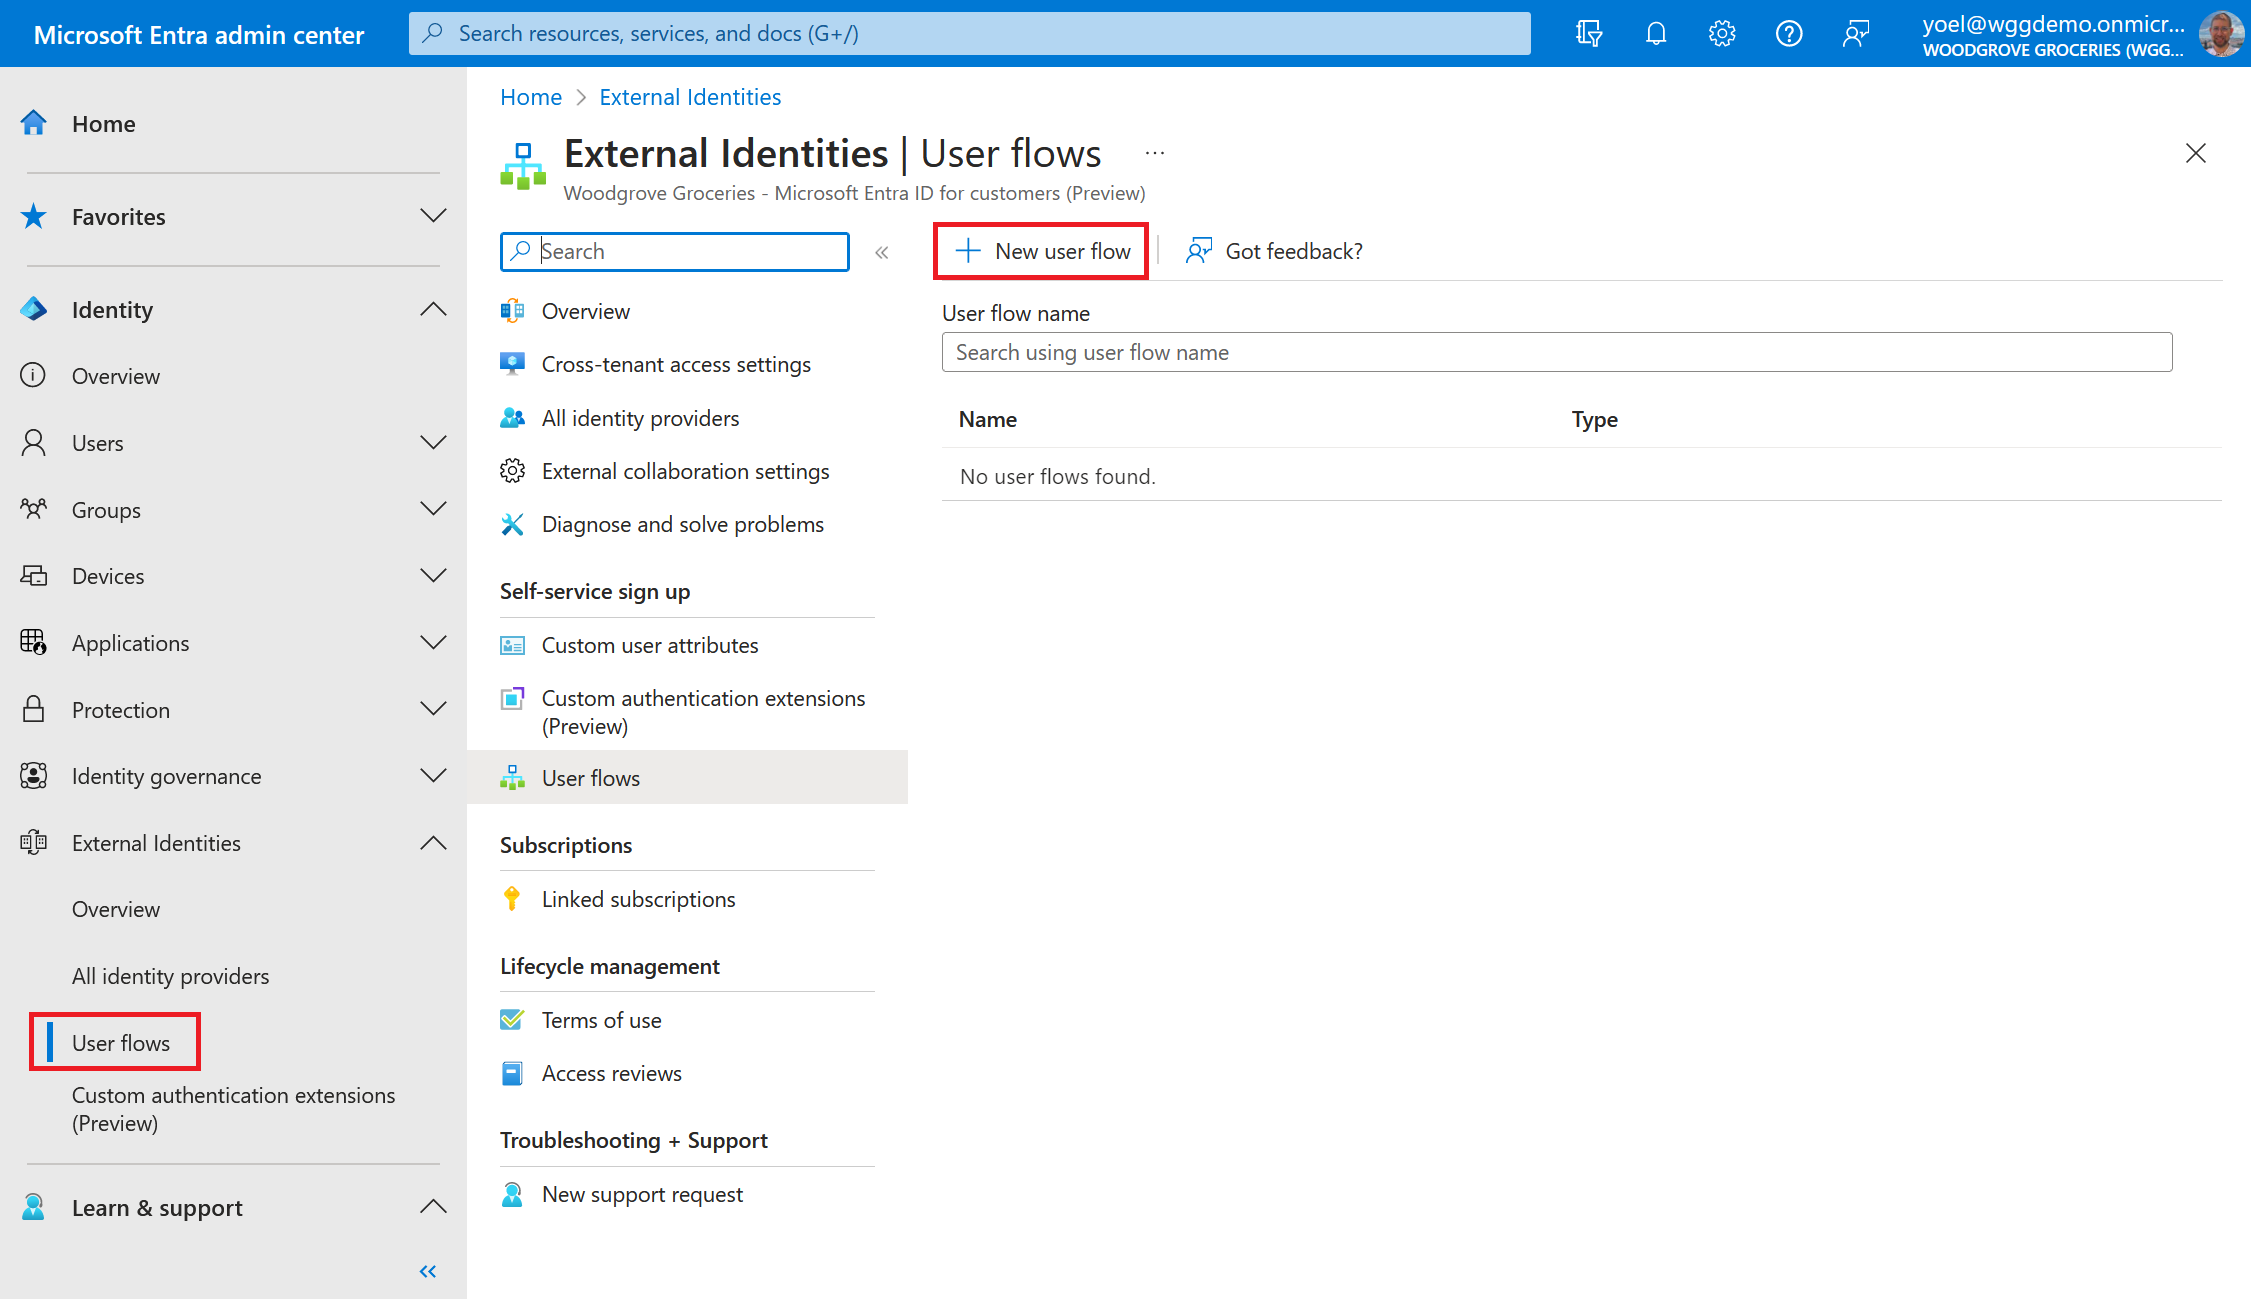 Microsoft Entra admin center
Search resources, services, and docs (G+/)
yoel@wggdemo.onmicr...
WOODGROVE GROCERIES (WGG...
Home
Favorites
Identity
Overview
Users
Groups
Devices
Applications
Protection
Identity governance
External Identities
Overview
All identity providers
User flows
Custom authentication extensions
(Preview)
Learn & support
Home > External Identities
External Identities | User flows ...
Woodgrove Groceries - Microsoft Entra ID for customers (Preview)
Search
Overview
Cross-tenant access settings
All identity providers
External collaboration settings
Diagnose and solve problems
Self-service sign up
Custom user attributes
Custom authentication extensions
(Preview)
User flows
Subscriptions
Linked subscriptions
Lifecycle management
Terms of use
Access reviews
Troubleshooting + Support
New support request
New user flow
Got feedback?
User flow name
Search using user flow name
Name Type
No user flows found.